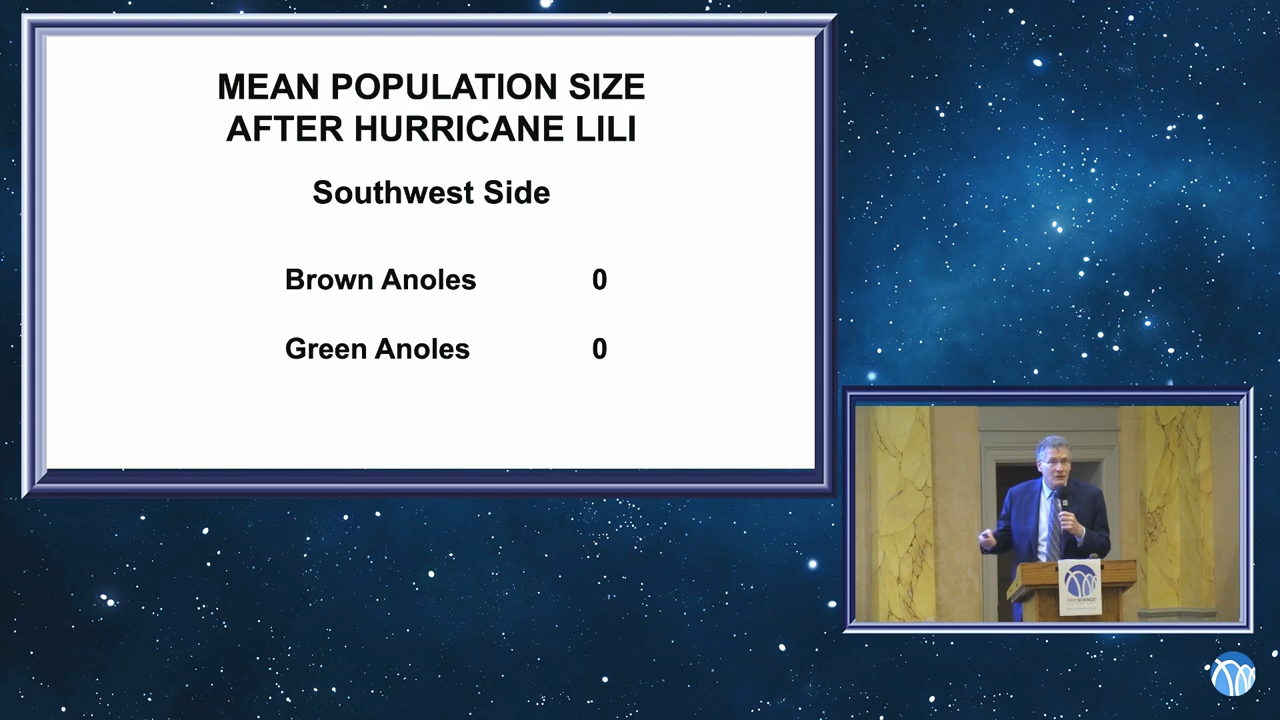 MEAN POPULATION SIZE
AFTER HURRICANE LILI
Southwest Side
Brown Anoles 0
Green Anoles 0